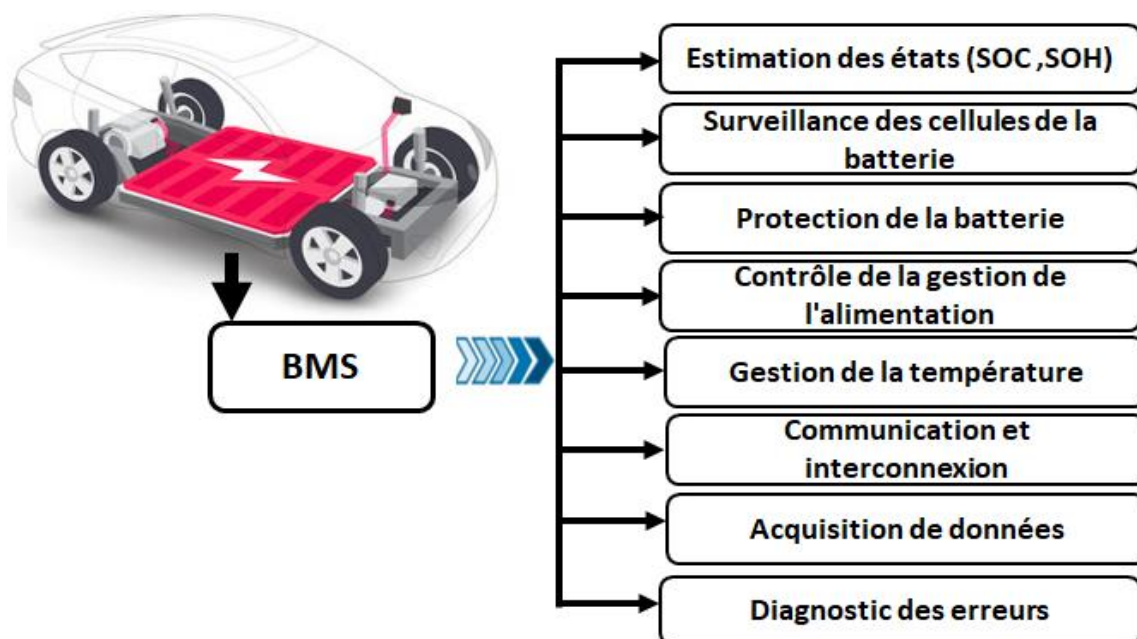 Estimation des états (SOC ,SOH)
Surveillance des cellules de la
batterie
Protection de la batterie
Contrôle de la gestion de
l'alimentation
BMS
Gestion de la température
Communication et
interconnexion
Acquisition de données
Diagnostic des erreurs